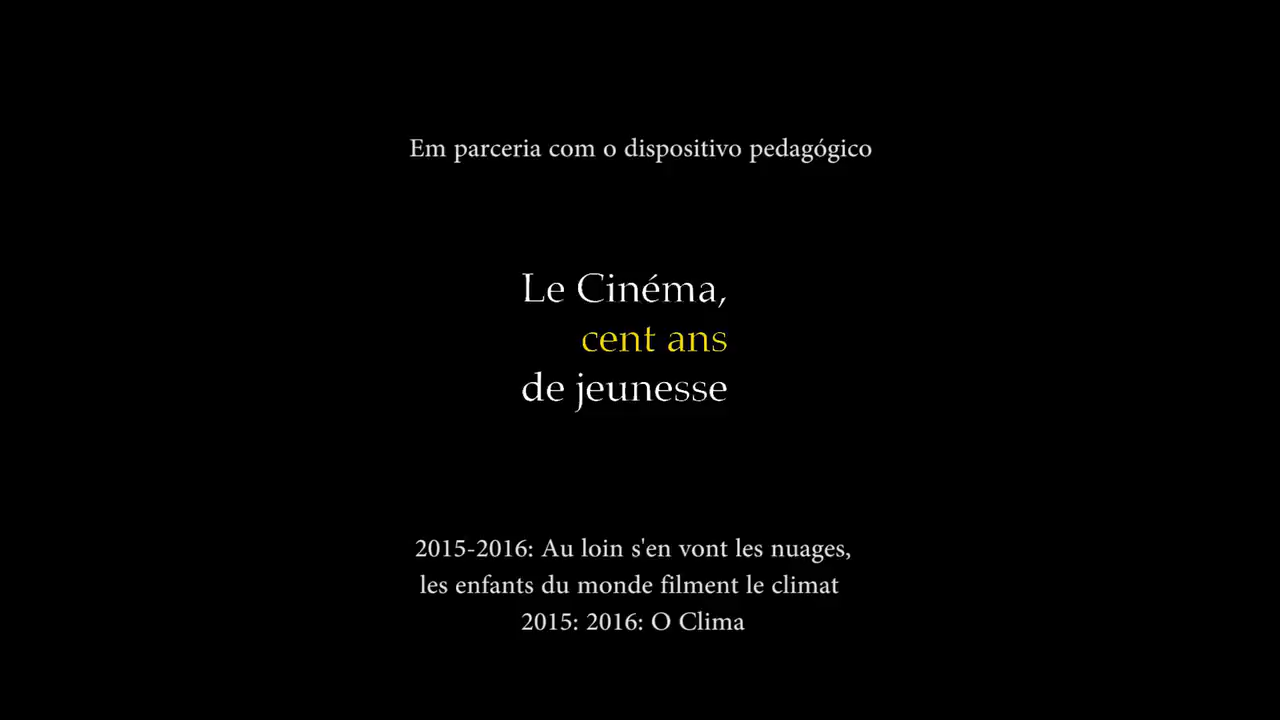 Em parceria com o dispositivo pedagógico
Le Cinéma,
cent ans
de jeunesse
2015-2016: Au loin s'en vont les nuages,
les enfants du monde filment le climat
2015: 2016: O Clima